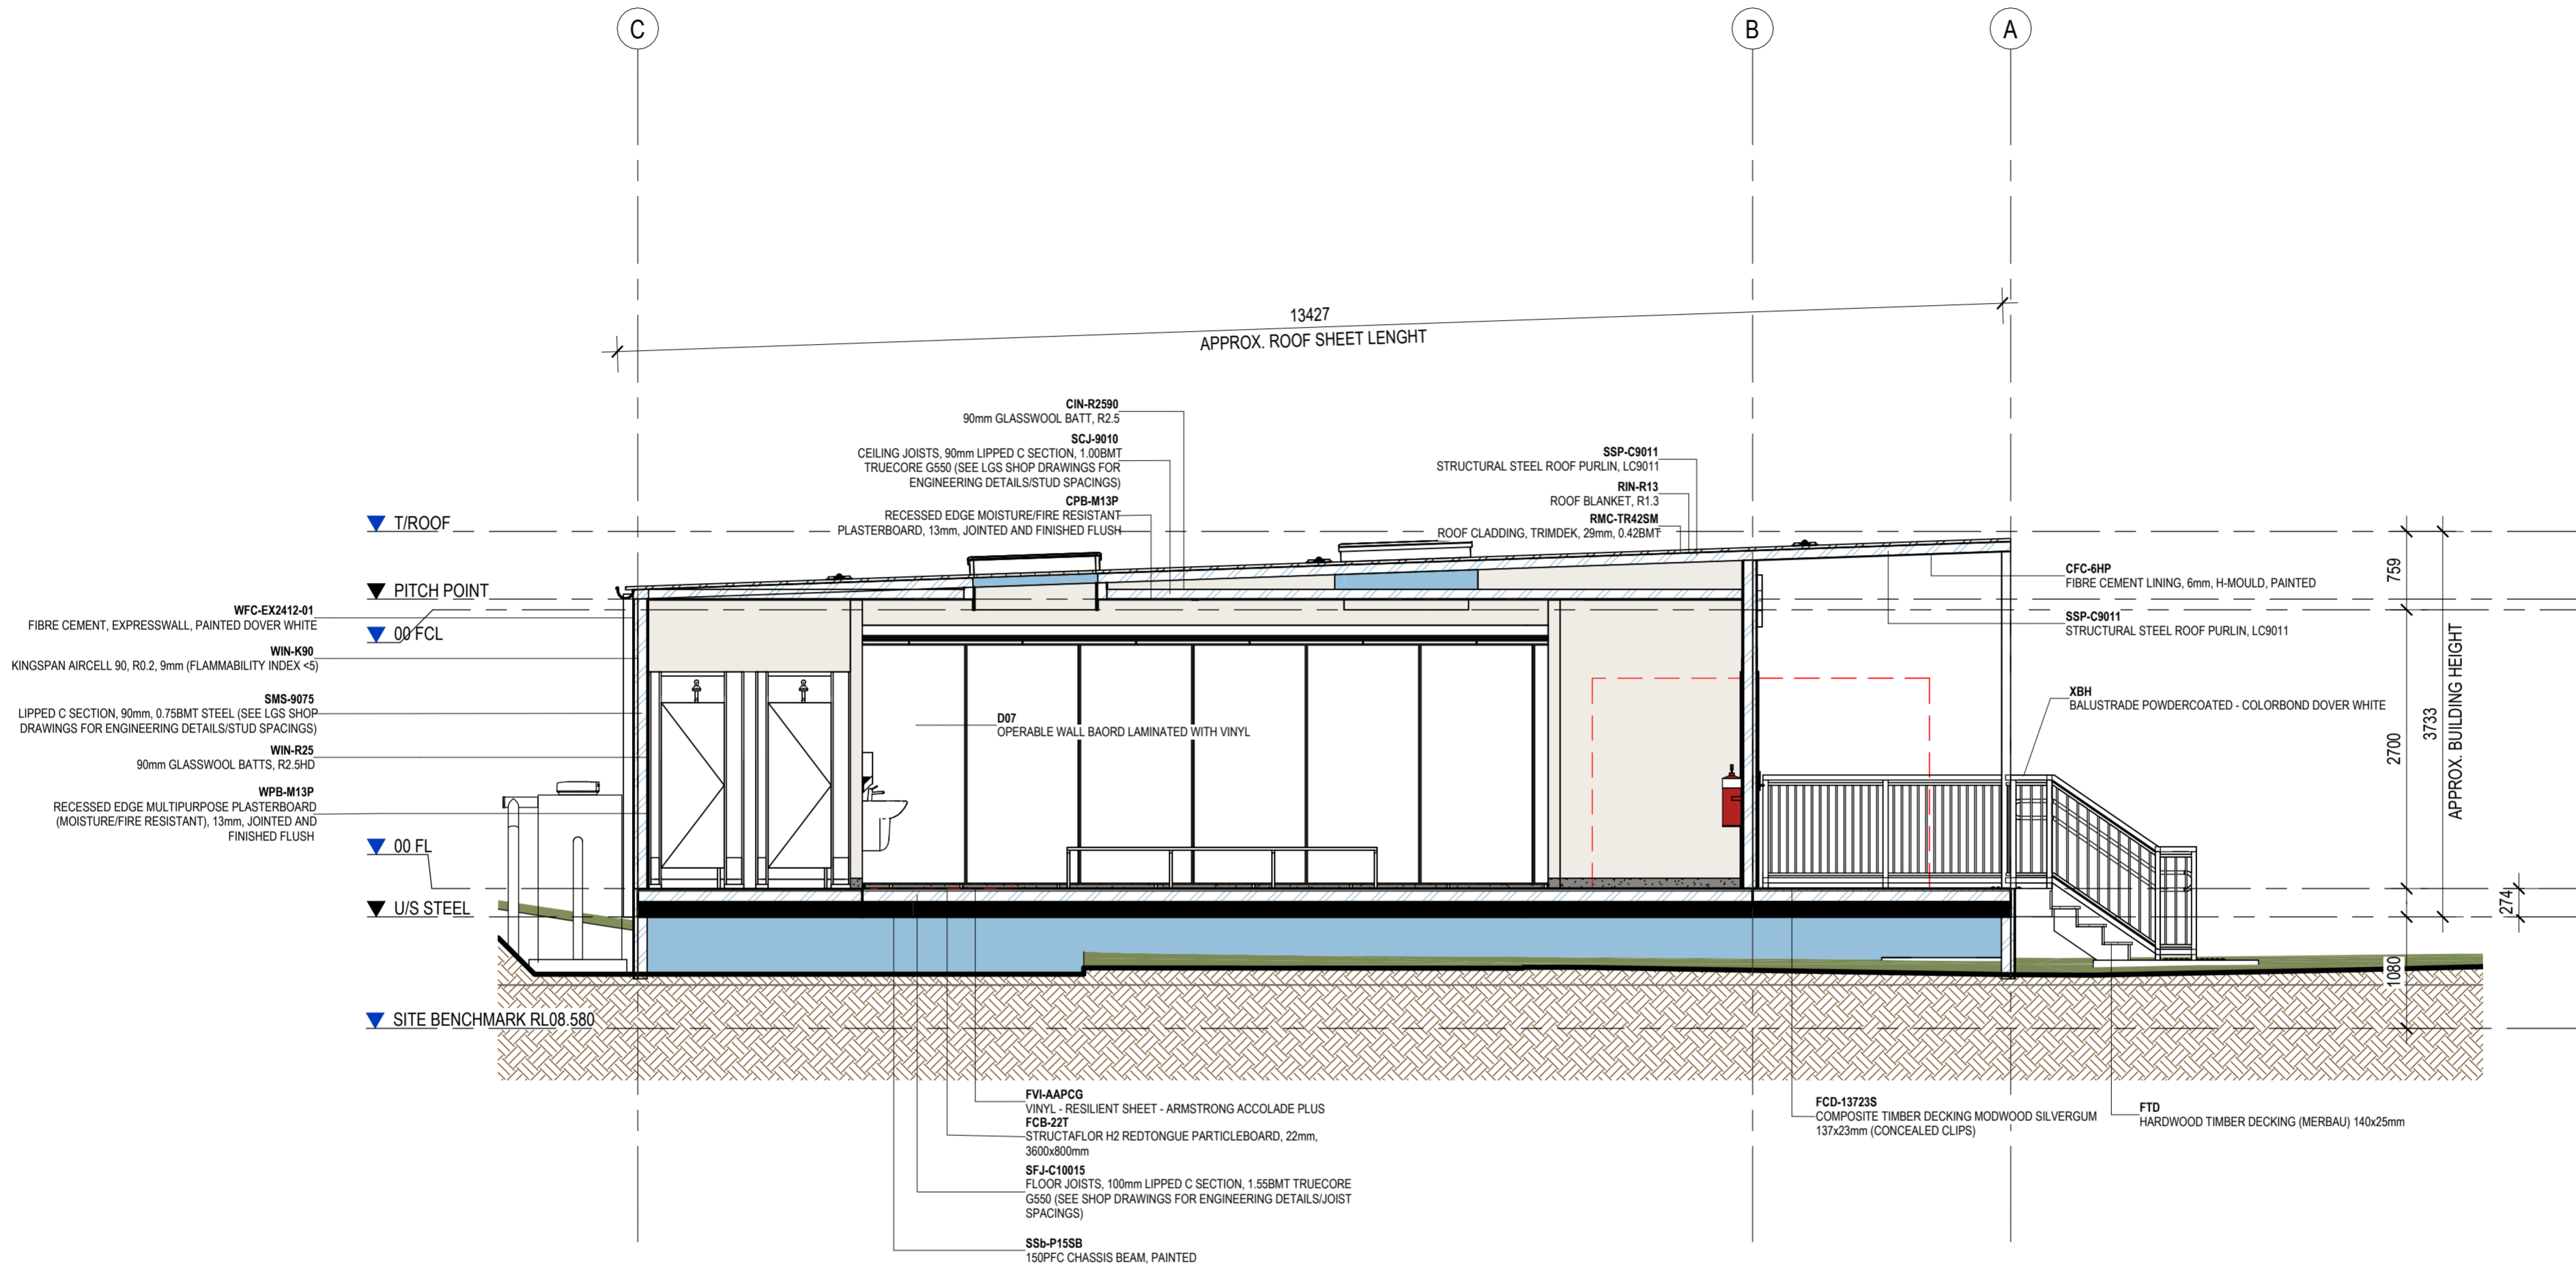 C
B
A
13427
APPROX. ROOF SHEET LENGHT
CIN-R2590
90mm GLASSWOOL BATT, R2.5
SCJ-9010
CEILING JOISTS, 90mm LIPPED C SECTION, 1.00BMT
TRUECORE G550 (SEE LGS SHOP DRAWINGS FOR
ENGINEERING DETAILS/STUD SPACINGS)
CPB-M13P
RECESSED EDGE MOISTURE/FIRE RESISTANT
PLASTERBOARD, 13mm, JOINTED AND FINISHED FLUSH
SSP-C9011
STRUCTURAL STEEL ROOF PURLIN, LC9011
RIN-R13
ROOF BLANKET, R1.3
RMC-TR42SM
ROOF CLADDING, TRIMDEK, 29mm, 0.42BMT
T/ROOF
PITCH POINT
WFC-EX2412-01
FIBRE CEMENT, EXPRESSWALL, PAINTED DOVER WHITE
00 FCL
WIN-K90
KINGSPAN AIRCELL 90, R0.2, 9mm (FLAMMABILITY INDEX <5)
SMS-9075
LIPPED C SECTION, 90mm, 0.75BMT STEEL (SEE LGS SHOP
DRAWINGS FOR ENGINEERING DETAILS/STUD SPACINGS)
WIN-R25
90mm GLASSWOOL BATTS, R2.5HD
WPB-M13P
RECESSED EDGE MULTIPURPOSE PLASTERBOARD
(MOISTURE/FIRE RESISTANT), 13mm, JOINTED AND
FINISHED FLUSH
00 FL
U/S STEEL
SITE BENCHMARK RL08.580
D07
OPERABLE WALL BAORD LAMINATED WITH VINYL
CFC-6HP
FIBRE CEMENT LINING, 6mm, H-MOULD, PAINTED
SSP-C9011
STRUCTURAL STEEL ROOF PURLIN, LC9011
XBH
BALUSTRADE POWDERCOATED - COLORBOND DOVER WHITE
759
2700
3733
APPROX. BUILDING HEIGHT
274
1080
FVI-AAPCG
VINYL - RESILIENT SHEET - ARMSTRONG ACCOLADE PLUS
FCB-22T
STRUCTAFLOR H2 REDTONGUE PARTICLEBOARD, 22mm,
3600x800mm
SFJ-C10015
FLOOR JOISTS, 100mm LIPPED C SECTION, 1.55BMT TRUECORE
G550 (SEE SHOP DRAWINGS FOR ENGINEERING DETAILS/JOIST
SPACINGS)
SSb-P15SB
150PFC CHASSIS BEAM, PAINTED
FCD-13723S
COMPOSITE TIMBER DECKING MODWOOD SILVERGUM
137x23mm (CONCEALED CLIPS)
FTD
HARDWOOD TIMBER DECKING (MERBAU) 140x25mm